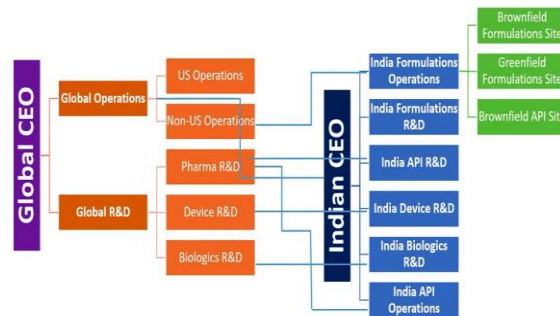 Global CEO
Global Operations
Global R&D
US Operations
Non-US Operations
Pharma R&D
Device R&D
Biologics R&D
Indian CEO
India Formulations
Operations
India Formulations
R&D
India API R&D
India Device R&D
India Biologics
R&D
India API
Operations
Brownfield
Formulations Site
Greenfield
Formulations Site
Brownfield API Sit